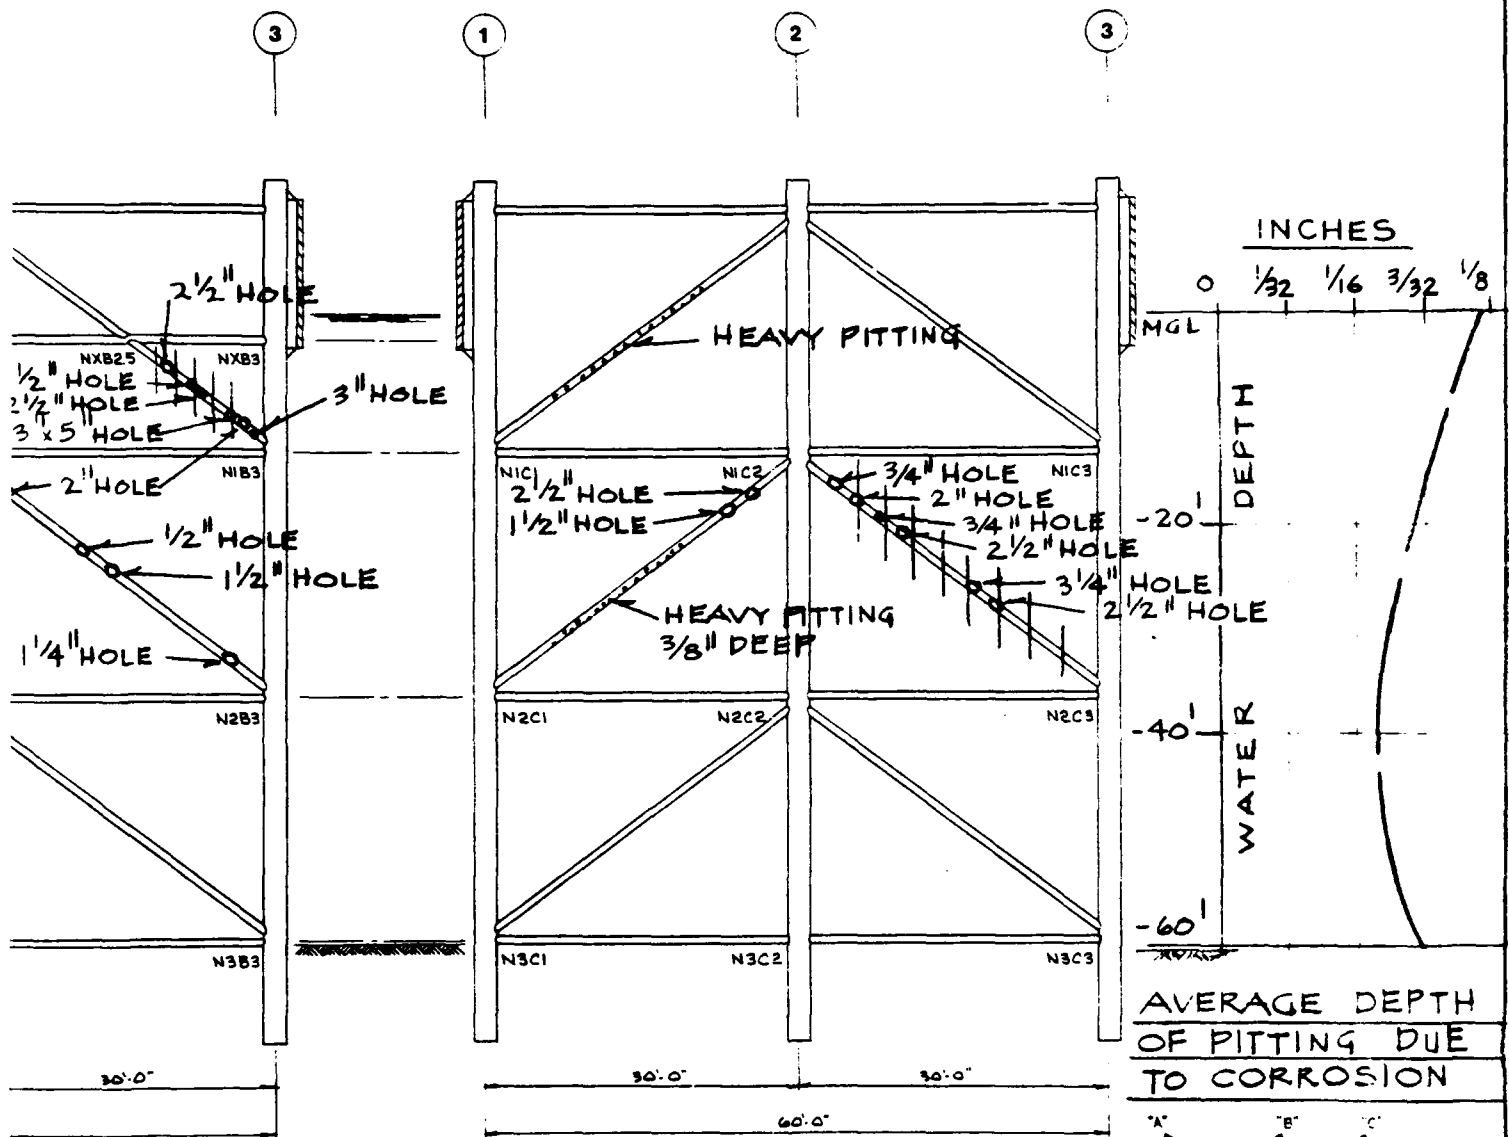 3
1
2
3
INCHES
0 1/32 1/16 3/32 1/8
MGL
2 1/2" HOLE
HEAVY PITTING
NXB2.5
NXB3
1/2" HOLE
2 1/2" HOLE
3" x 5" HOLE
3" HOLE
2" HOLE
N1B3
N1C1
N1C2
N1C3
2 1/2" HOLE
1 1/2" HOLE
3/4" HOLE
2" HOLE
3/4" HOLE
2 1/2" HOLE
3 1/4" HOLE
2 1/2" HOLE
1/2" HOLE
1 1/2" HOLE
1 1/4" HOLE
HEAVY PITTING
3/8" DEEP
WATER DEPTH
-20'
-40'
-60'
N2B3
N2C1
N2C2
N2C3
N3B3
N3C1
N3C2
N3C3
AVERAGE DEPTH
OF PITTING DUE
TO CORROSION
30'-0"
30'-0"
30'-0"
60'-0"
"A" "B" "C"